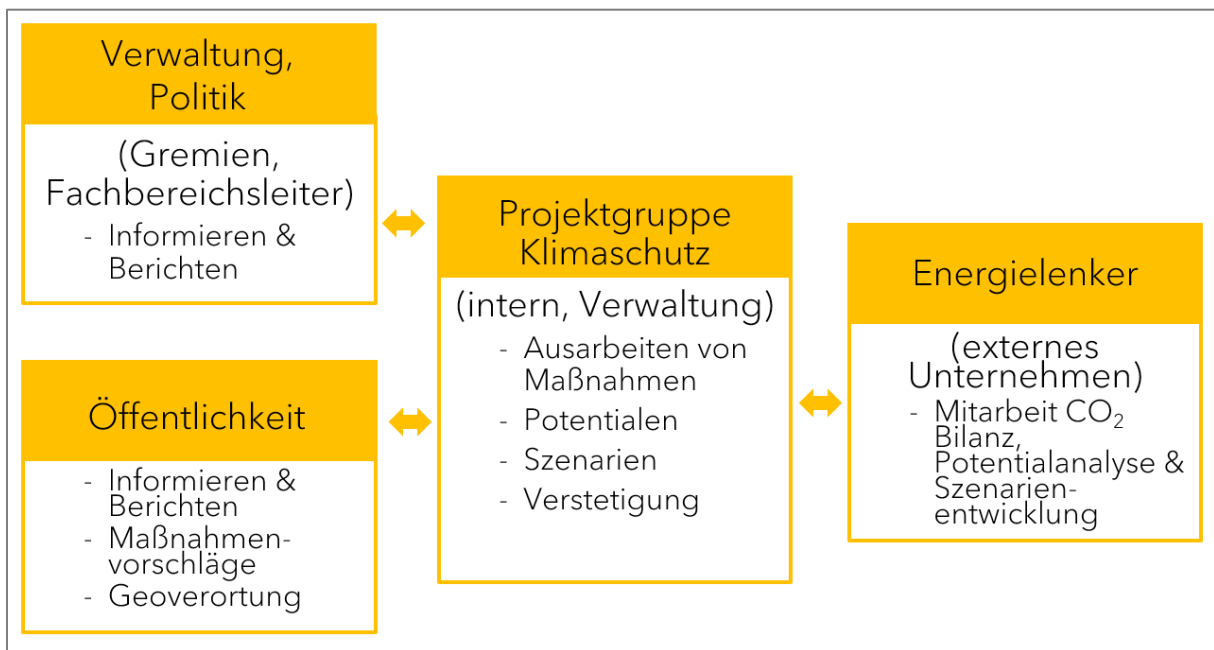 Verwaltung,
Politik
(Gremien,
Fachbereichsleiter)
- Informieren &
Berichten
Öffentlichkeit
- Informieren &
Berichten
- Maßnahmen-
vorschläge
- Geoverortung
Projektgruppe
Klimaschutz
(intern, Verwaltung)
- Ausarbeiten von
Maßnahmen
- Potentialen
- Szenarien
- Verstetigung
Energielenker
(externes
Unternehmen)
- Mitarbeit CO₂
Bilanz,
Potentialanalyse &
Szenarien-
entwicklung